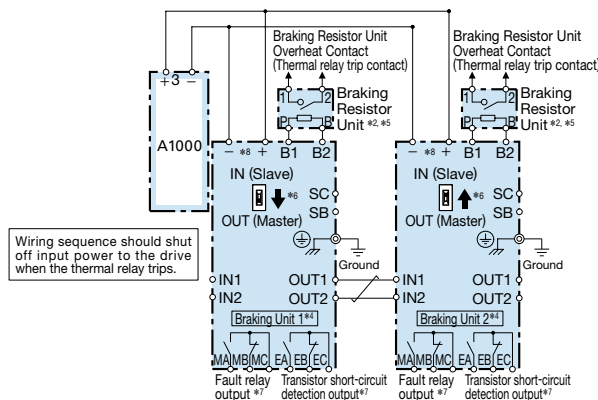 Braking Resistor Unit
Overheat Contact
(Thermal relay trip contact)
Braking Resistor Unit
Overheat Contact
(Thermal relay trip contact)
+3 −
A1000
1 2
P B
Braking
Resistor
Unit *2, *5
1 2
P B
Braking
Resistor
Unit *2, *5
− *8 + B1 B2
IN (Slave)
*6
OUT (Master)
SC
SB
Ground
IN1
IN2
OUT1
OUT2
Braking Unit 1*4
MA MB MC EA EB EC
Fault relay
output *7
Transistor short-circuit
detection output*7
− *8 + B1 B2
IN (Slave)
*6
OUT (Master)
SC
SB
Ground
IN1
IN2
OUT1
OUT2
Braking Unit 2*4
MA MB MC EA EB EC
Fault relay
output *7
Transistor short-circuit
detection output*7
Wiring sequence should shut
off input power to the drive
when the thermal relay trips.